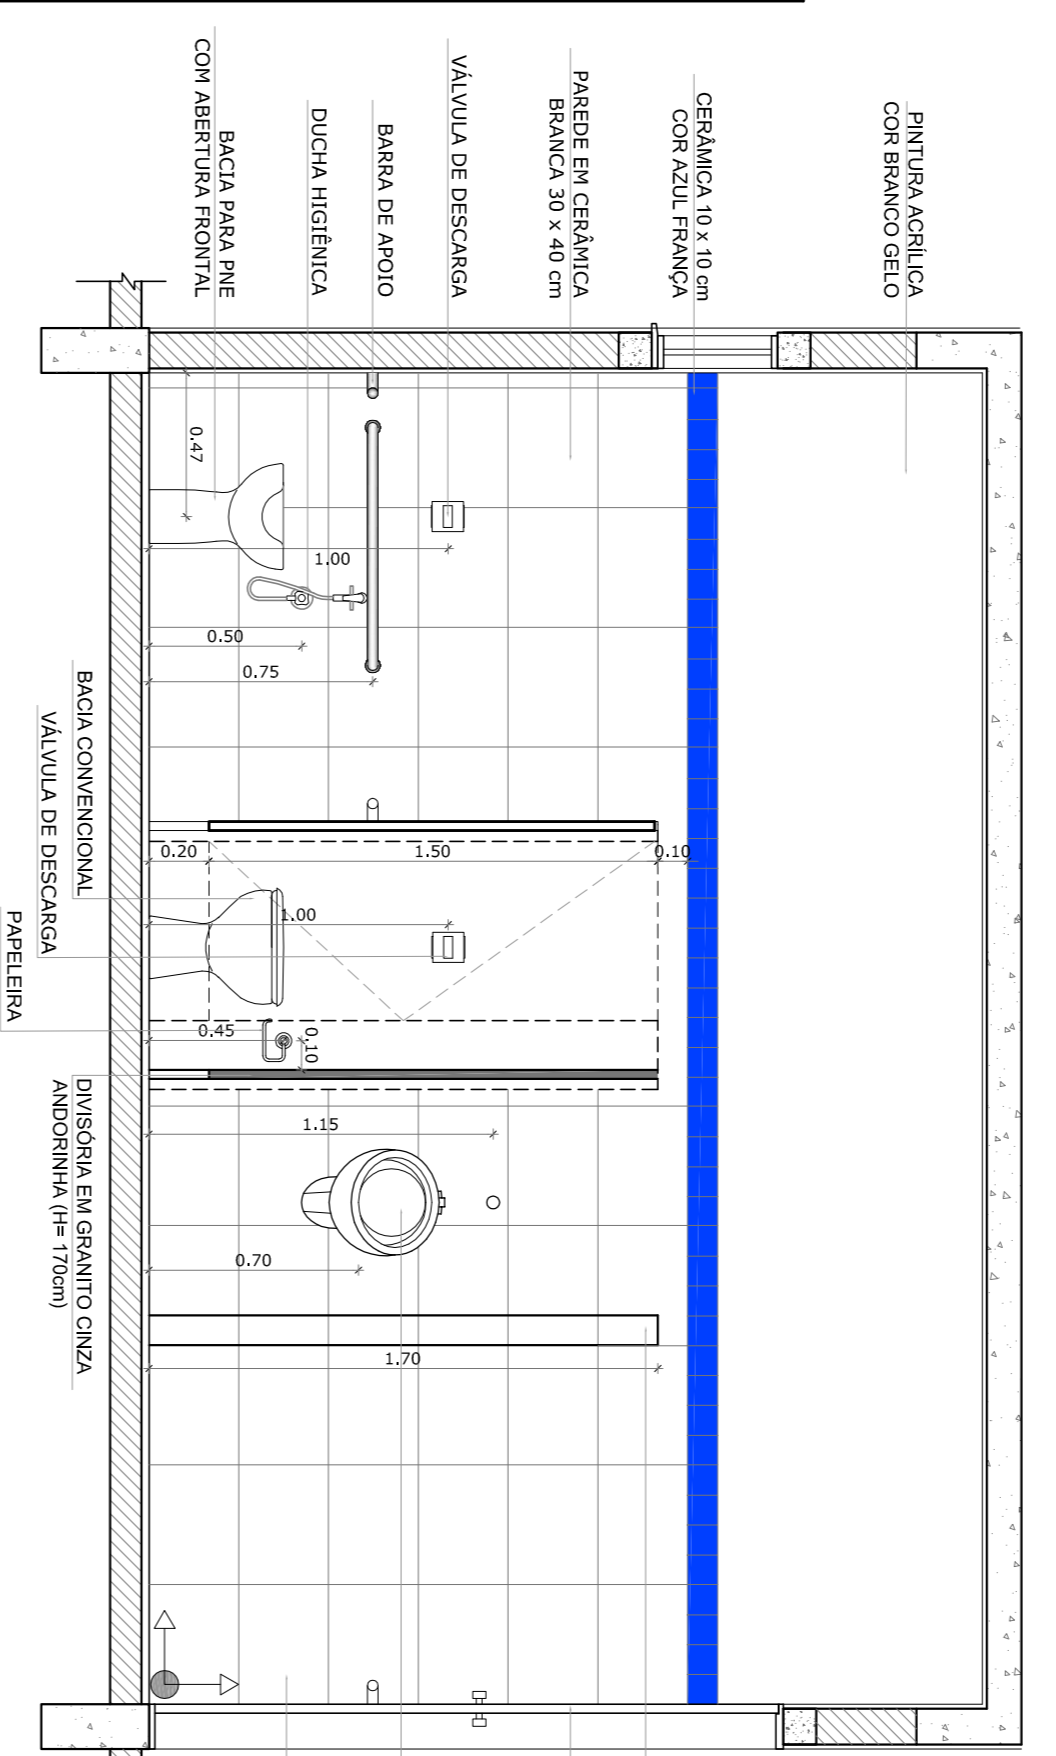 PINTURA ACRÍLICA
COR BRANCO GELO
CERÂMICA 10 x 10 cm
COR AZUL FRANÇA
PAREDE EM CERÂMICA
BRANCA 30 x 40 cm
VÁLVULA DE DESCARGA
BARRA DE APOIO
DUCHA HIGIÊNICA
BACIA PARA PNE
COM ABERTURA FRONTAL
0.47
1.00
0.50
0.75
0.20
1.50
0.10
1.00
0.45
0.10
1.15
0.70
1.70
BACIA CONVENCIONAL
VÁLVULA DE DESCARGA
PAPELEIRA
DIVISÓRIA EM GRANITO CINZA
ANDORINHA (H= 170cm)